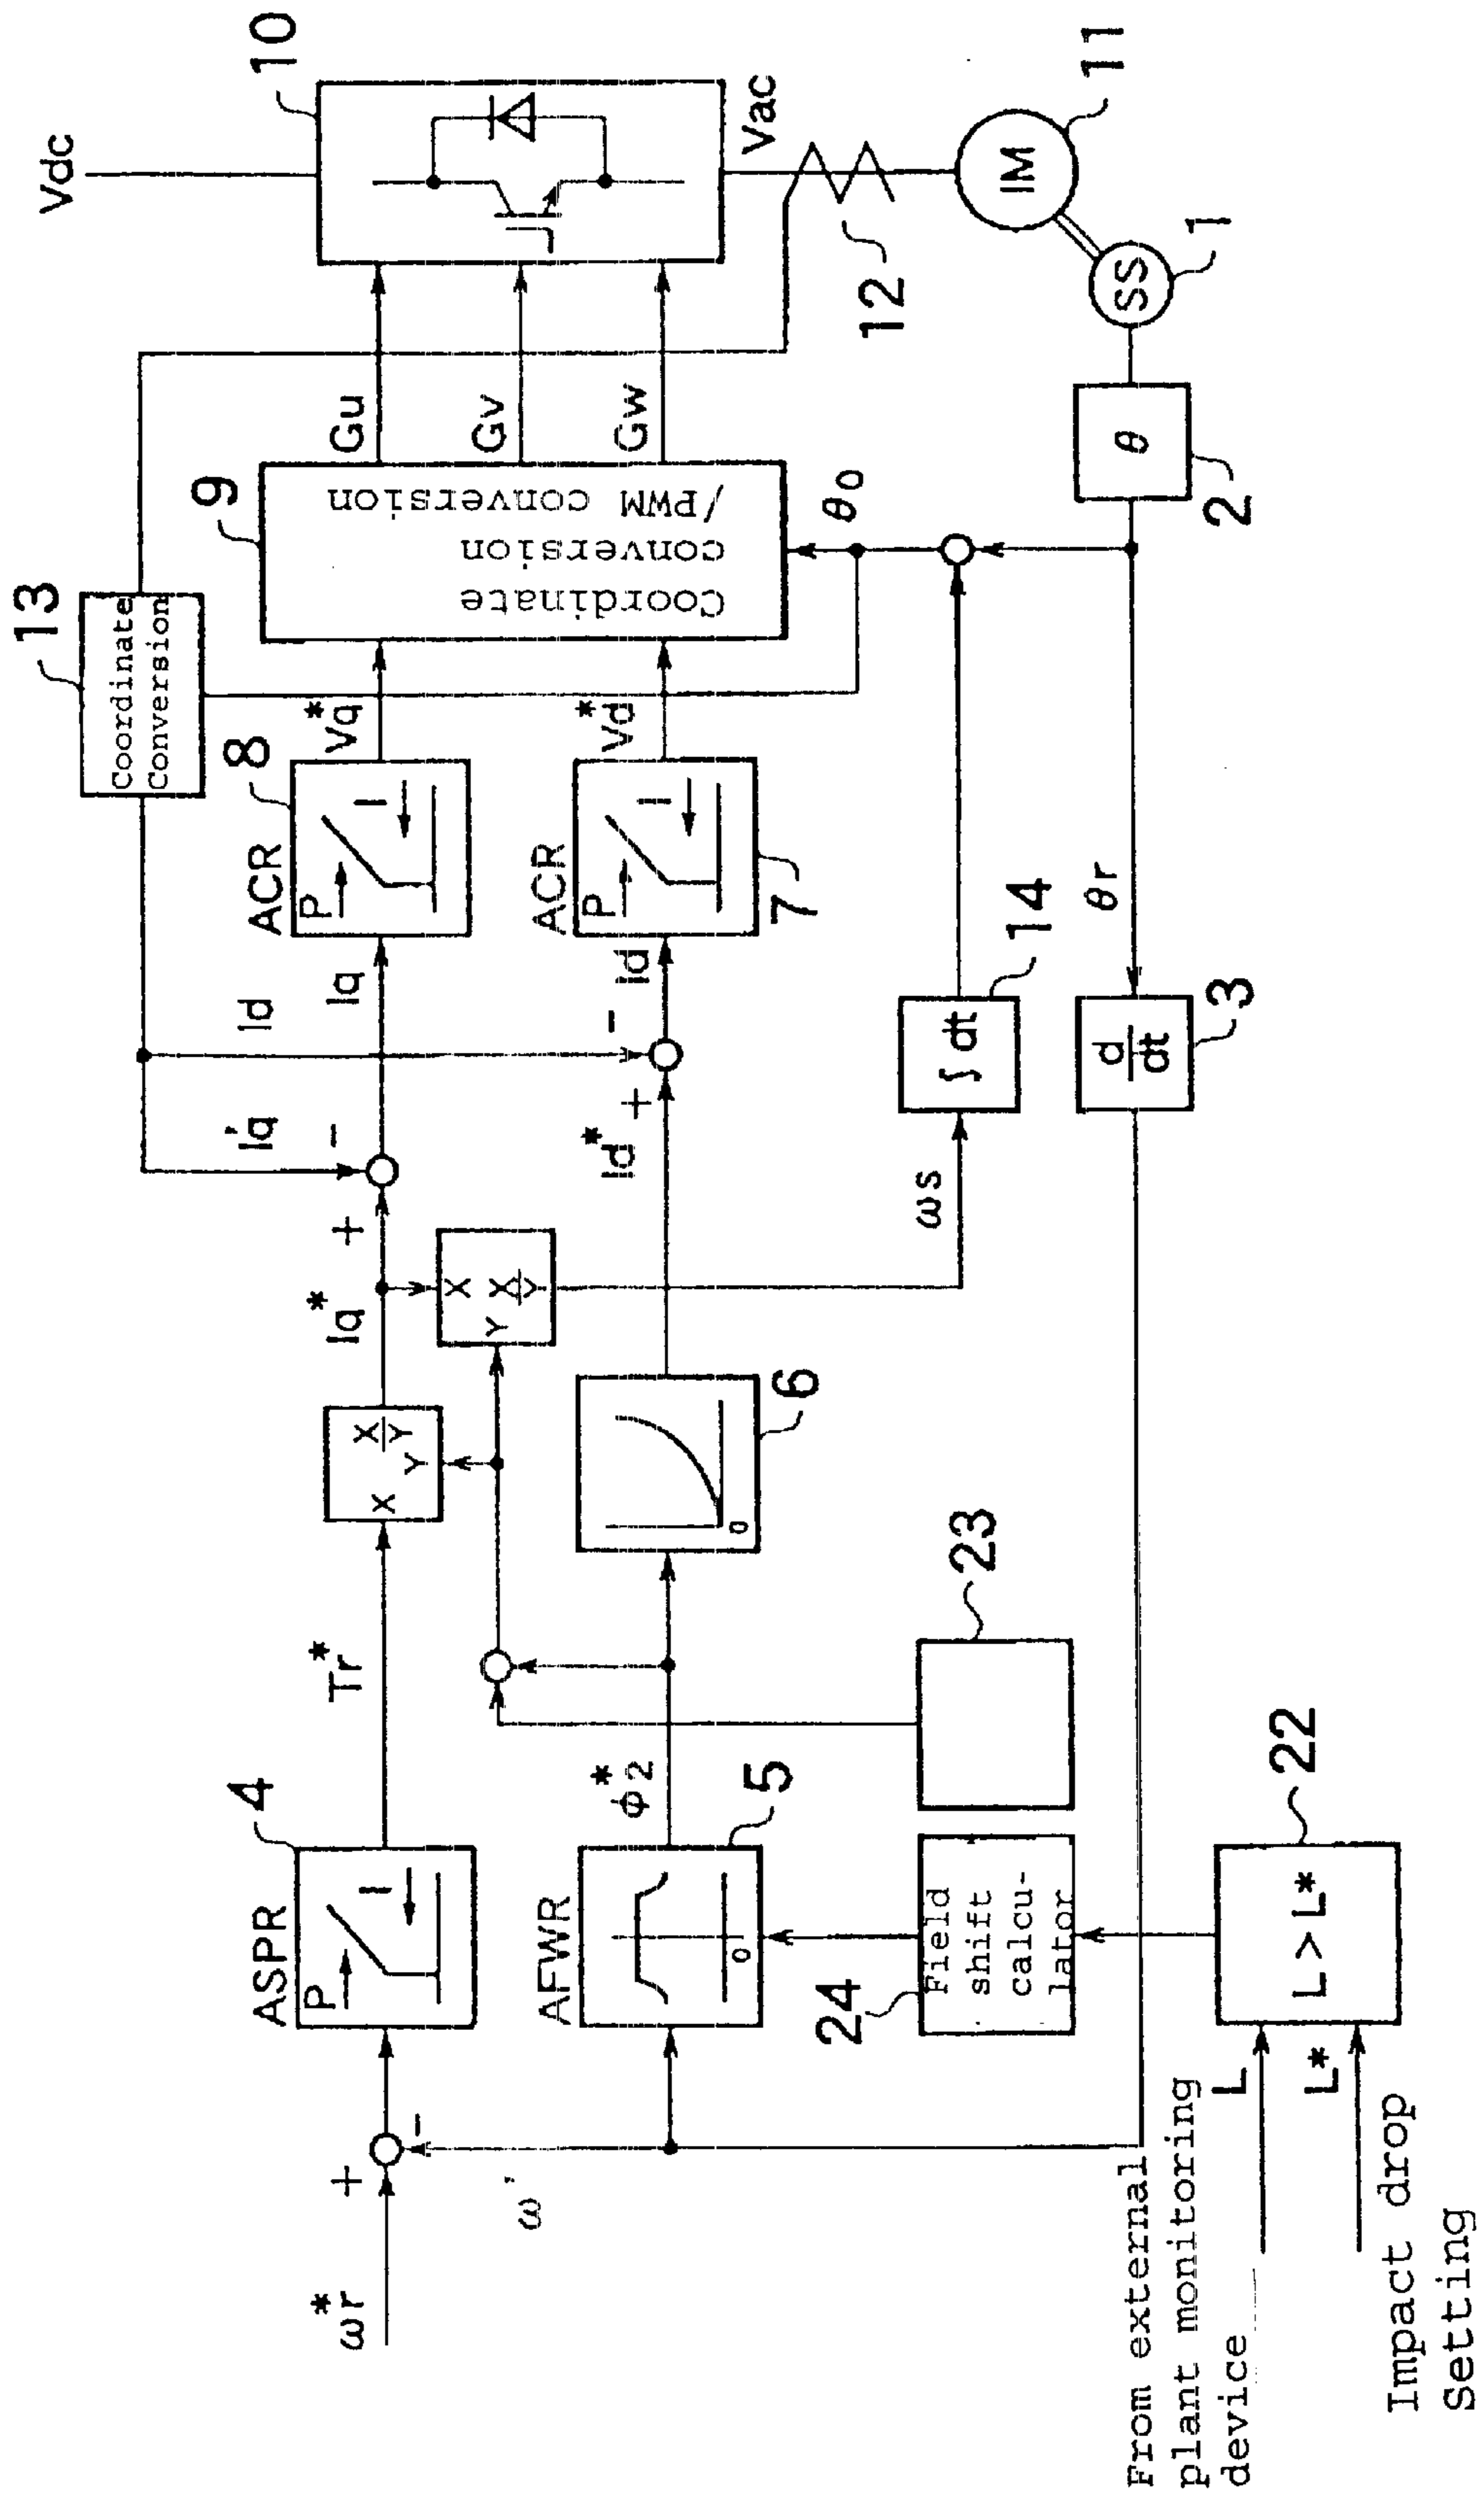 Vdc
10
Vac
12
IM
11
SS
1
θ
2
13
Coordinate
Conversion
9
Coordinate
conversion
/PWM conversion
Gu
Gv
Gw
θo
8
ACR
P
I
Vq*
ACR
P
I
7
Vd*
Iq
Id
Iq'
-
+
Id
-
+
Id*
Iq*
X
Y
X/Y
X
Y
X/Y
ωs
∫ dt
14
θr
d/dt
3
6
0
Tr*
23
4
ASPR
P
I
AFWR
0
5
φ2*
24
Field
shift
calcu-
lator
22
L > L*
ωr*
+
-
ω'
From external
plant monitoring
device
L
L*
Impact drop
Setting